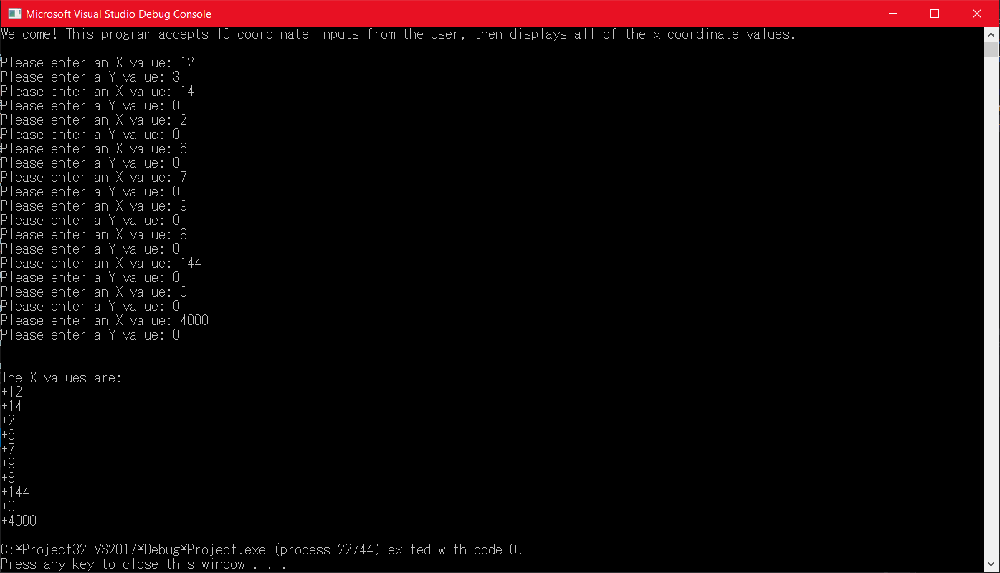 Microsoft Visual Studio Debug Console
Welcome! This program accepts 10 coordinate inputs from the user, then displays all of the x coordinate values.
Please enter an X value: 12
Please enter a Y value: 3
Please enter an X value: 14
Please enter a Y value: 0
Please enter an X value: 2
Please enter a Y value: 0
Please enter an X value: 6
Please enter a Y value: 0
Please enter an X value: 7
Please enter a Y value: 0
Please enter an X value: 9
Please enter a Y value: 0
Please enter an X value: 8
Please enter a Y value: 0
Please enter an X value: 144
Please enter a Y value: 0
Please enter an X value: 0
Please enter a Y value: 0
Please enter an X value: 4000
Please enter a Y value: 0
The X values are:
+12
+14
+2
+6
+7
+9
+8
+144
+0
+4000
C:¥Project32_VS2017¥Debug¥Project.exe (process 22744) exited with code 0.
Press any key to close this window . . .